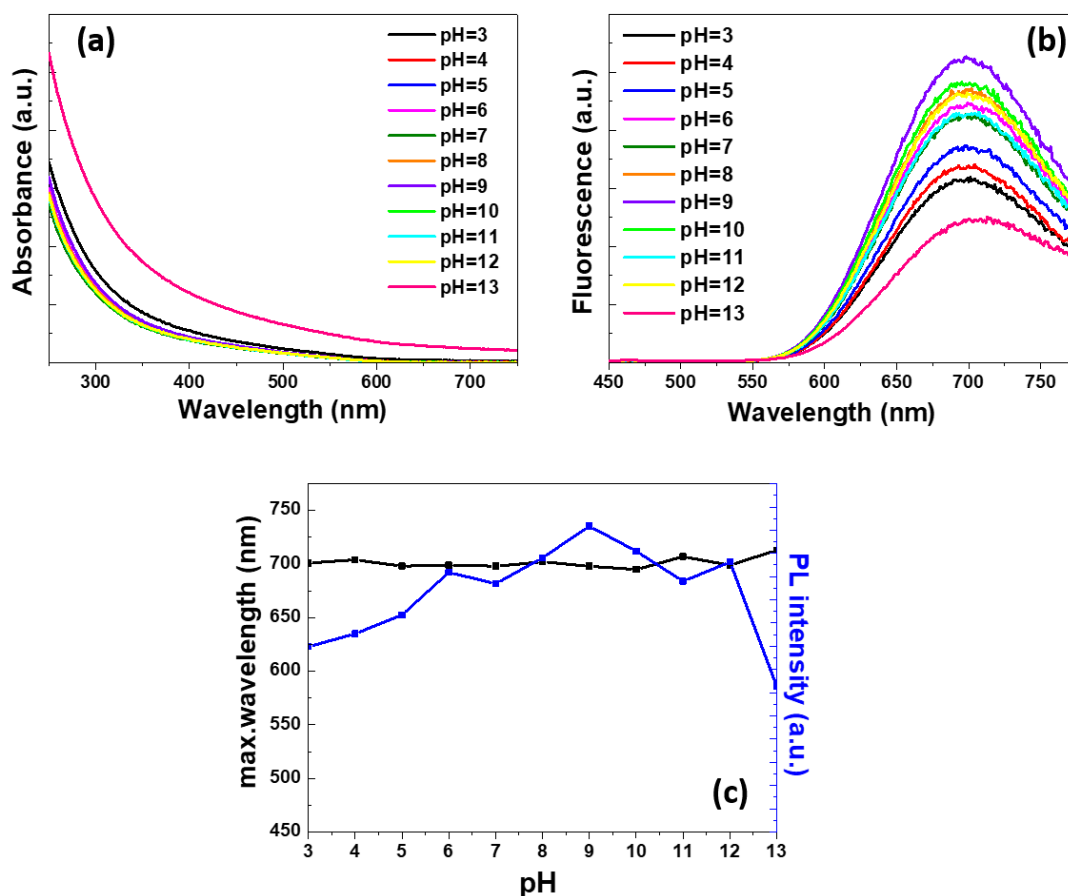 (a)
pH=3
pH=4
pH=5
pH=6
pH=7
pH=8
pH=9
pH=10
pH=11
pH=12
pH=13
Absorbance (a.u.)
300
400
500
600
700
Wavelength (nm)
(b)
pH=3
pH=4
pH=5
pH=6
pH=7
pH=8
pH=9
pH=10
pH=11
pH=12
pH=13
Fluorescence (a.u.)
450
500
550
600
650
700
750
Wavelength (nm)
750
700
650
600
550
500
450
max.wavelength (nm)
PL intensity (a.u.)
(c)
3
4
5
6
7
8
9
10
11
12
13
pH